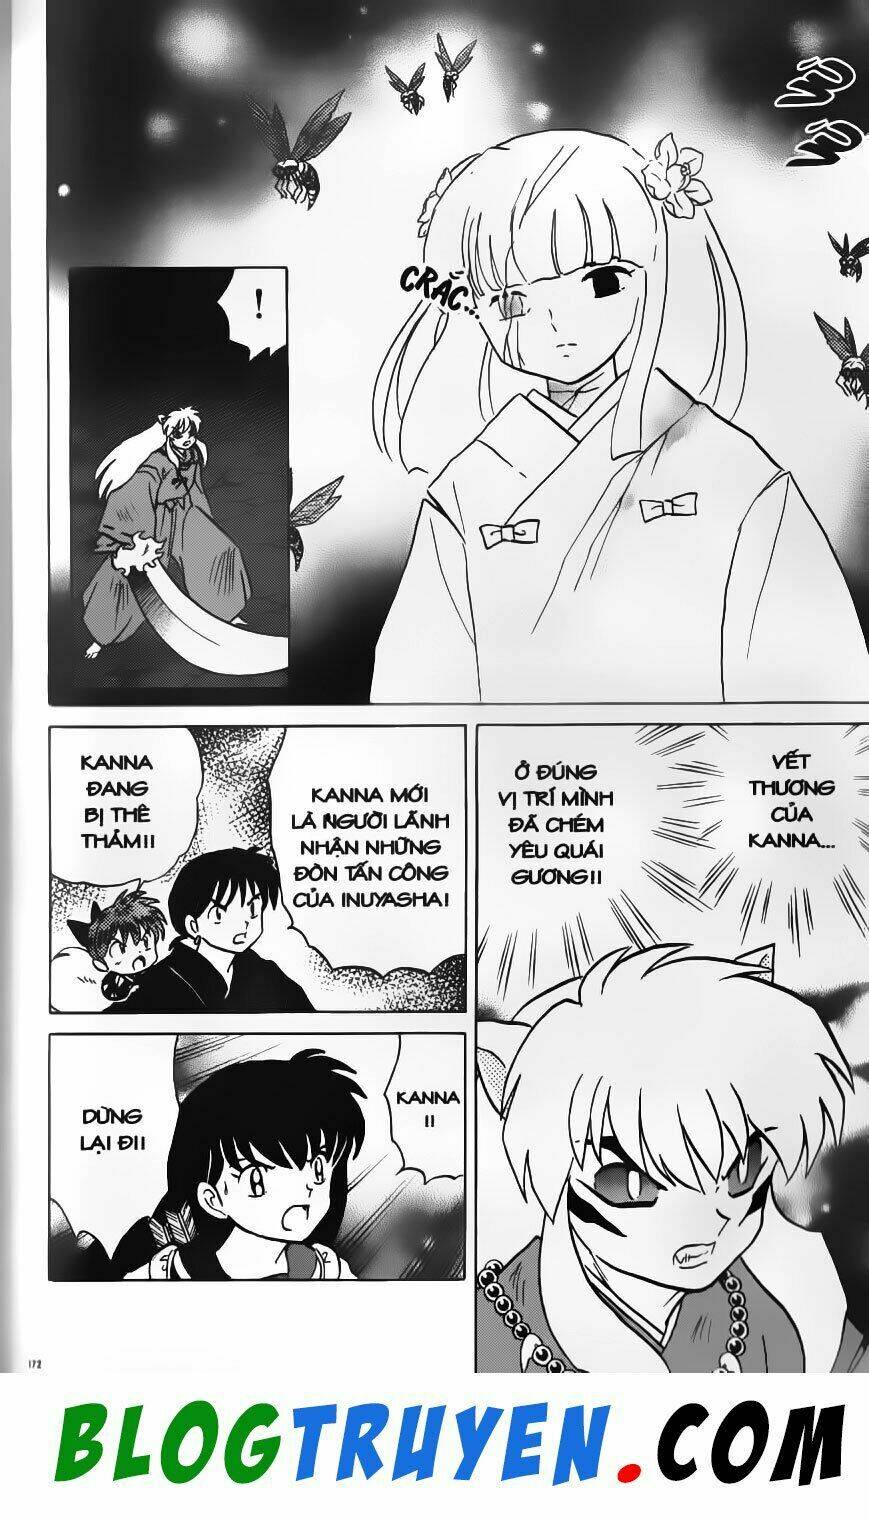 VÙ
VÙ
CRẮC...
!
VẾT
THƯƠNG
CỦA
KANNA...
Ở ĐÚNG
VỊ TRÍ MÌNH
ĐÃ CHÉM
YÊU QUÁI
GƯƠNG!!
KANNA MỚI
LÀ NGƯỜI LÃNH
NHẬN NHỮNG
ĐÒN TẤN CÔNG
CỦA INUYASHA!
KANNA
ĐANG
BỊ THÊ
THẢM!!
KANNA
!!
DỪNG
LẠI ĐI!
172
BLOGTRUYEN.COM